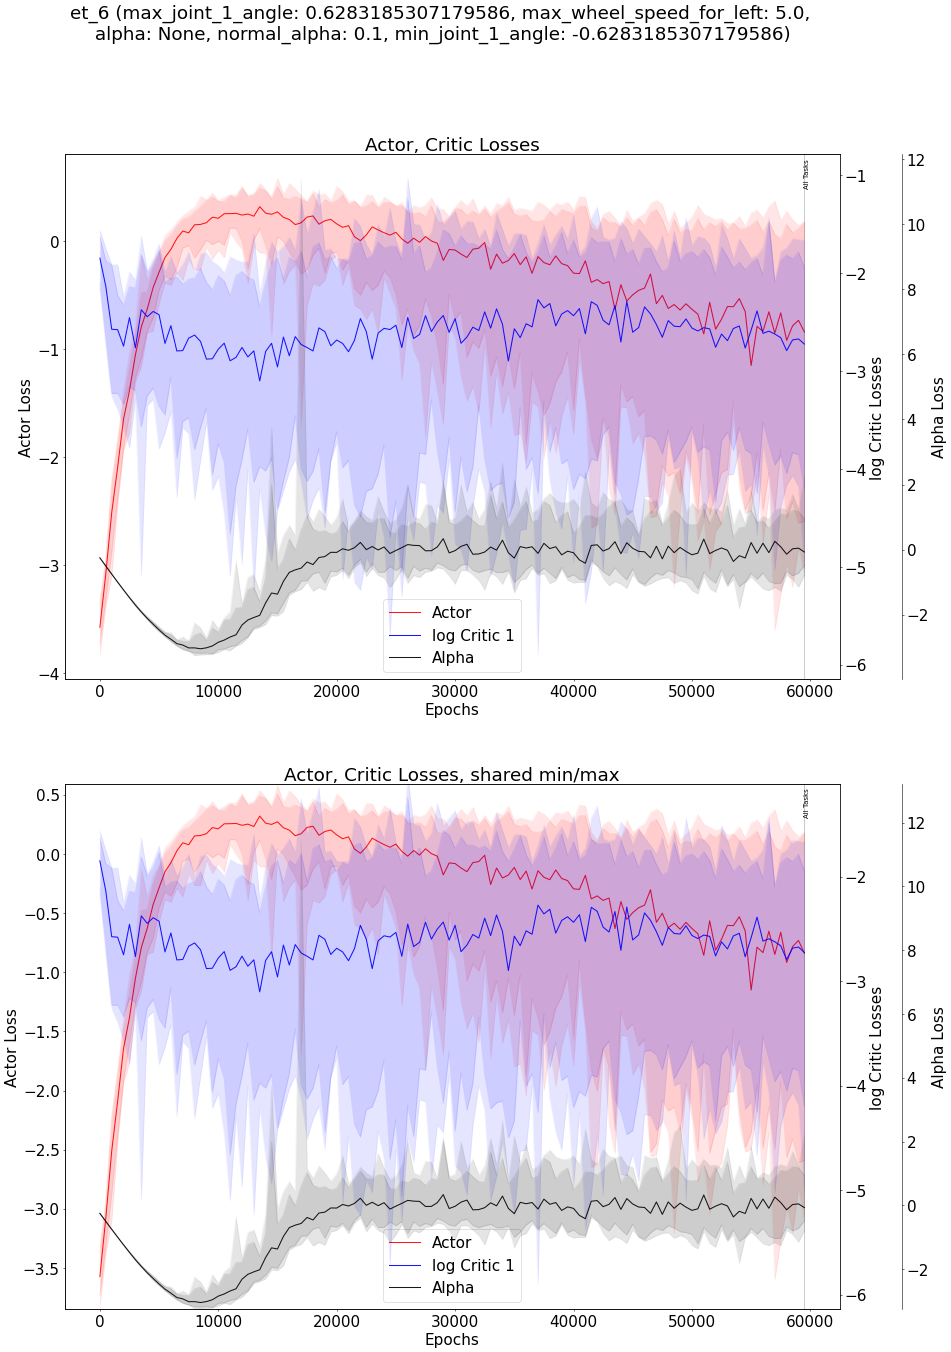 et_6 (max_joint_1_angle: 0.6283185307179586, max_wheel_speed_for_left: 5.0,
alpha: None, normal_alpha: 0.1, min_joint_1_angle: -0.6283185307179586)
Actor, Critic Losses
All Tasks
0
−1
−2
−3
−4
Actor Loss
−1
−2
−3
−4
−5
−6
log Critic Losses
12
10
8
6
4
2
0
−2
Alpha Loss
Actor
log Critic 1
Alpha
0 10000 20000 30000 40000 50000 60000
Epochs
Actor, Critic Losses, shared min/max
All Tasks
0.5
0.0
−0.5
−1.0
−1.5
−2.0
−2.5
−3.0
−3.5
Actor Loss
−2
−3
−4
−5
−6
log Critic Losses
12
10
8
6
4
2
0
−2
Alpha Loss
Actor
log Critic 1
Alpha
0 10000 20000 30000 40000 50000 60000
Epochs